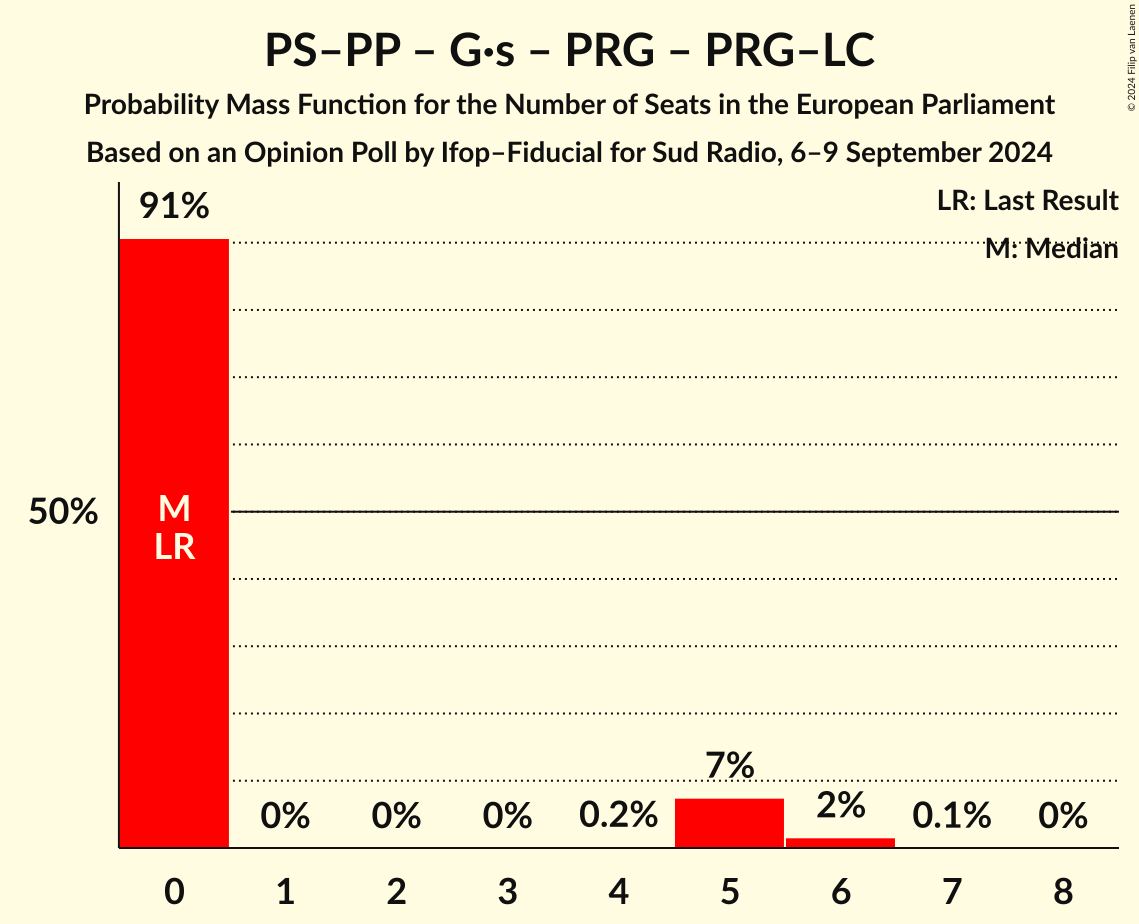 PS–PP – G·s – PRG – PRG–LC
Probability Mass Function for the Number of Seats in the European Parliament
Based on an Opinion Poll by Ifop–Fiducial for Sud Radio, 6–9 September 2024
© 2024 Filip van Laenen
LR: Last Result
M: Median
91%
50%
M
LR
0%
0%
0%
0.2%
7%
2%
0.1%
0%
0 1 2 3 4 5 6 7 8